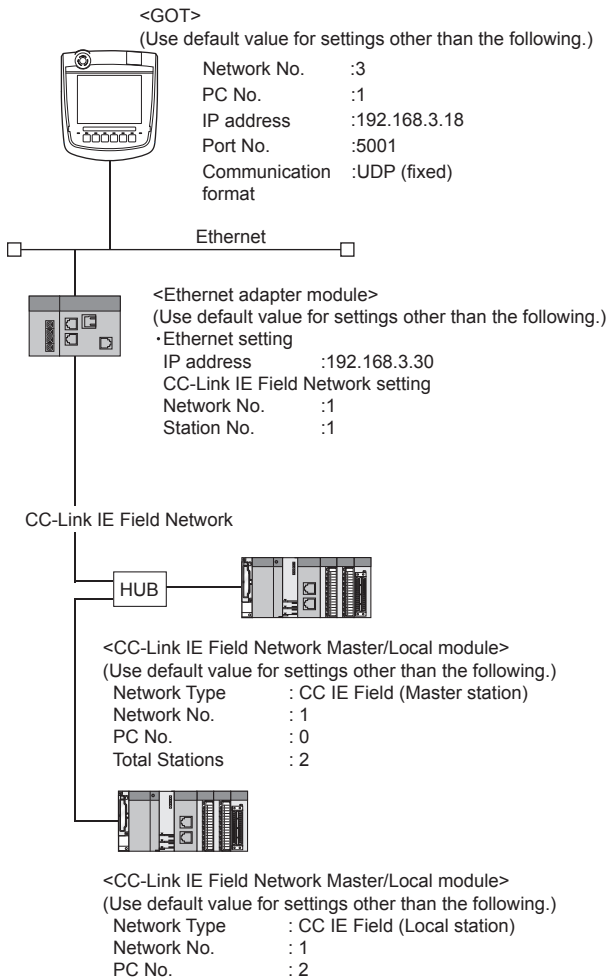 <GOT>
(Use default value for settings other than the following.)
Network No. :3
PC No. :1
IP address :192.168.3.18
Port No. :5001
Communication format :UDP (fixed)
Ethernet
<Ethernet adapter module>
(Use default value for settings other than the following.)
・Ethernet setting
IP address :192.168.3.30
CC-Link IE Field Network setting
Network No. :1
Station No. :1
CC-Link IE Field Network
HUB
<CC-Link IE Field Network Master/Local module>
(Use default value for settings other than the following.)
Network Type : CC IE Field (Master station)
Network No. : 1
PC No. : 0
Total Stations : 2
<CC-Link IE Field Network Master/Local module>
(Use default value for settings other than the following.)
Network Type : CC IE Field (Local station)
Network No. : 1
PC No. : 2